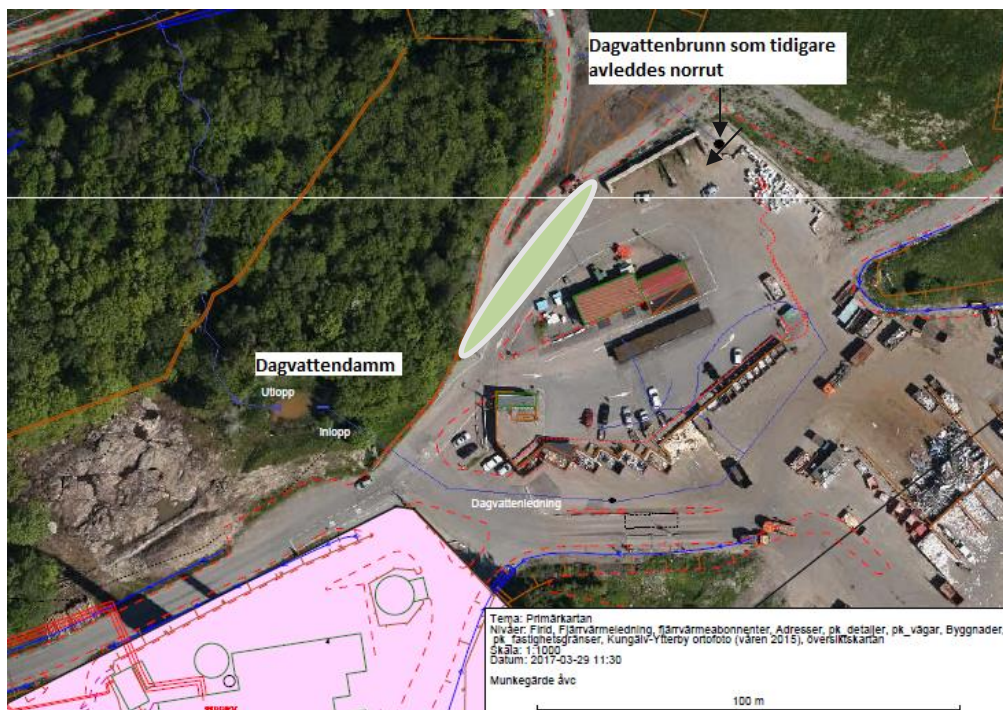 Dagvattenbrunn som tidigare
avleddes norrut
Dagvattendamm
Utlopp
Inlopp
Dagvattenledning
Tema: Primärkartan
Nivåer: Frid, Fjärrvärmeledning, fjärrvärmeabonnenter, Adresser, pk_detaljer, pk_vägar, Byggnader,
pk_fastighetsgränser, Kungälv-Ytterby ortofoto (våren 2015), översiktskartan
Skala: 1:1000
Datum: 2017-03-29 11:30
Munkegärde åvc
100 m